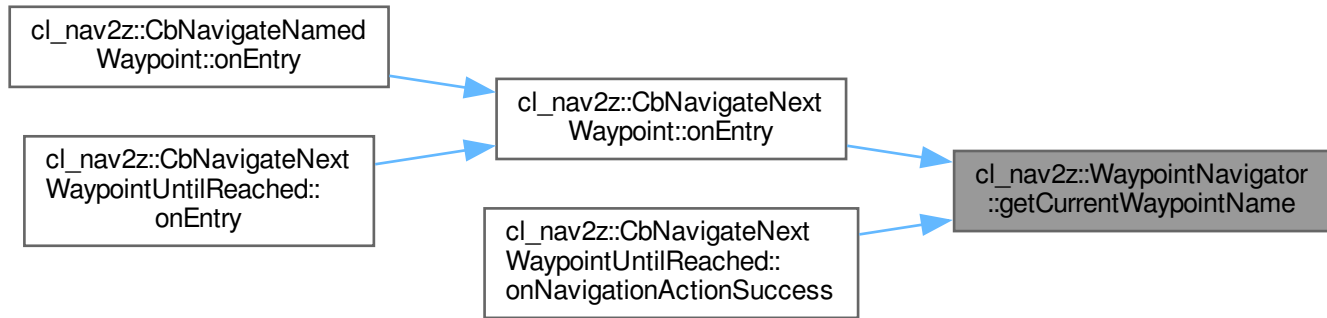 cl_nav2z::CbNavigateNamed
Waypoint::onEntry
cl_nav2z::CbNavigateNext
WaypointUntilReached::
onEntry
cl_nav2z::CbNavigateNext
Waypoint::onEntry
cl_nav2z::CbNavigateNext
WaypointUntilReached::
onNavigationActionSuccess
cl_nav2z::WaypointNavigator
::getCurrentWaypointName